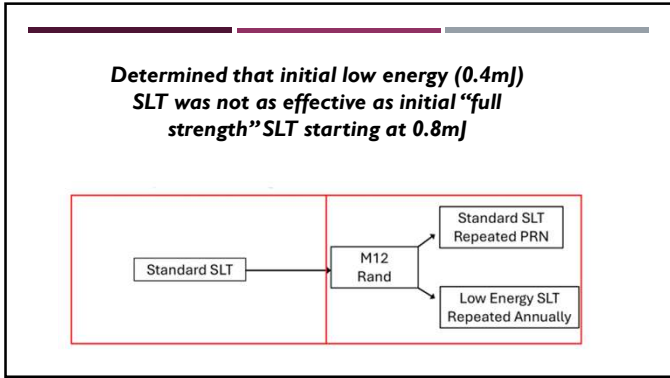 Determined that initial low energy (0.4mJ)
SLT was not as effective as initial “full
strength” SLT starting at 0.8mJ
Standard SLT
M12
Rand
Standard SLT
Repeated PRN
Low Energy SLT
Repeated Annually